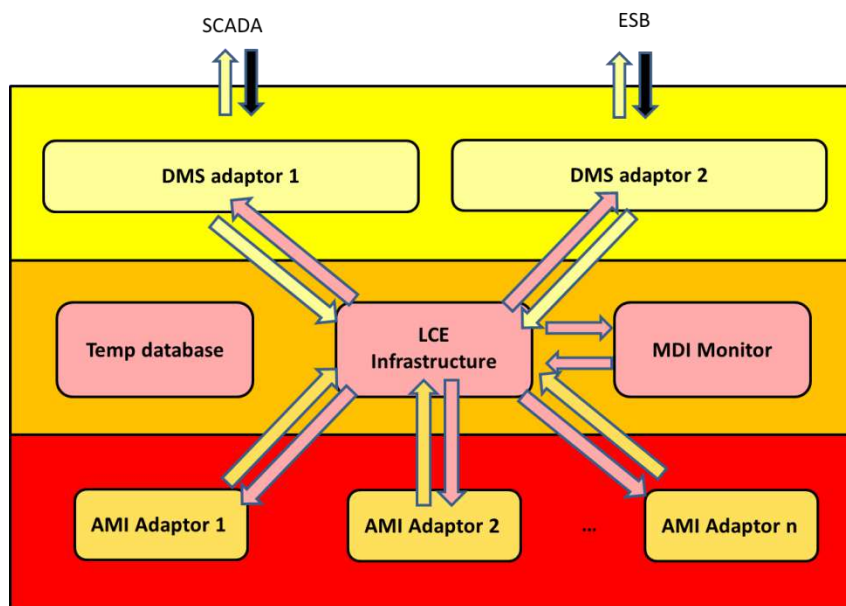 SCADA
ESB
DMS adaptor 1
DMS adaptor 2
Temp database
LCE
Infrastructure
MDI Monitor
AMI Adaptor 1
AMI Adaptor 2
...
AMI Adaptor n